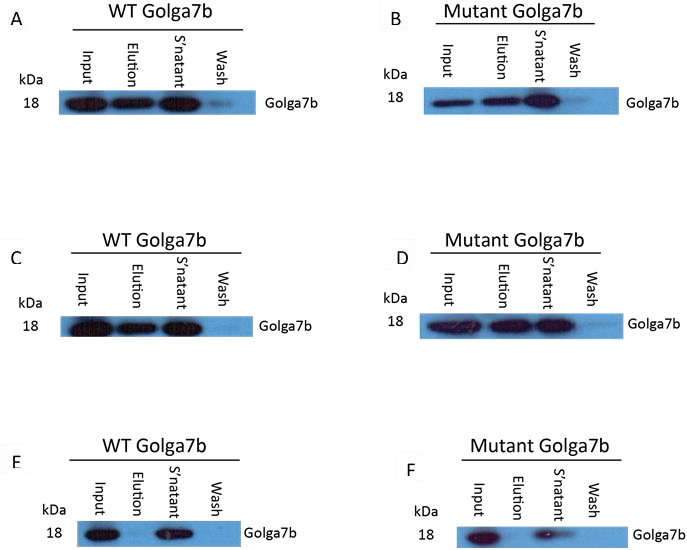 A
WT Golga7b
Input
Elution
S’natant
Wash
kDa
18
Golga7b
B
Mutant Golga7b
Input
Elution
S’natant
Wash
kDa
18
Golga7b
C
WT Golga7b
Input
Elution
S’natant
Wash
kDa
18
Golga7b
D
Mutant Golga7b
Input
Elution
S’natant
Wash
kDa
18
Golga7b
E
WT Golga7b
Input
Elution
S’natant
Wash
kDa
18
Golga7b
F
Mutant Golga7b
Input
Elution
S’natant
Wash
kDa
18
Golga7b